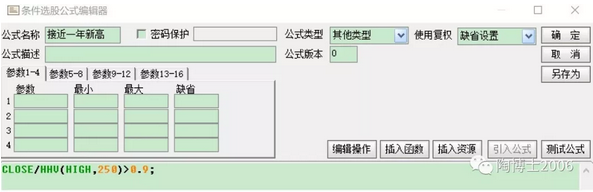 条件选股公式编辑器
公式名称 接近一年新高 密码保护 公式类型 其他类型 使用复权 缺省设置 确 定
公式描述 公式版本 0 取 消
参数1-4 参数5-8 参数9-12 参数13-16 另存为
参数 最小 最大 缺省
1
2
3
4
编辑操作 插入函数 插入资源 引入公式 测试公式
CLOSE/HHV(HIGH,250)>0.9;
陶博士2006